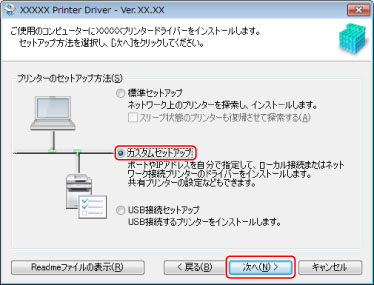 XXXXX Printer Driver - Ver.XX.XX
ご使用のコンピューターにXXXXXプリンタードライバーをインストールします。
セットアップ方法を選択し、[次へ]をクリックしてください。
プリンターのセットアップ方法(S)
標準セットアップ
ネットワーク上のプリンターを探索し、インストールします。
スリープ状態のプリンターも復帰させて探索する(A)
カスタムセットアップ:
ポートやIPアドレスを自分で指定して、ローカル接続またはネット
ワーク接続プリンターのドライバーをインストールします。
共有プリンターの設定などもできます。
USB接続セットアップ
USB接続するプリンターをインストールします。
Readmeファイルの表示(R)
< 戻る(B)
次へ(N) >
キャンセル